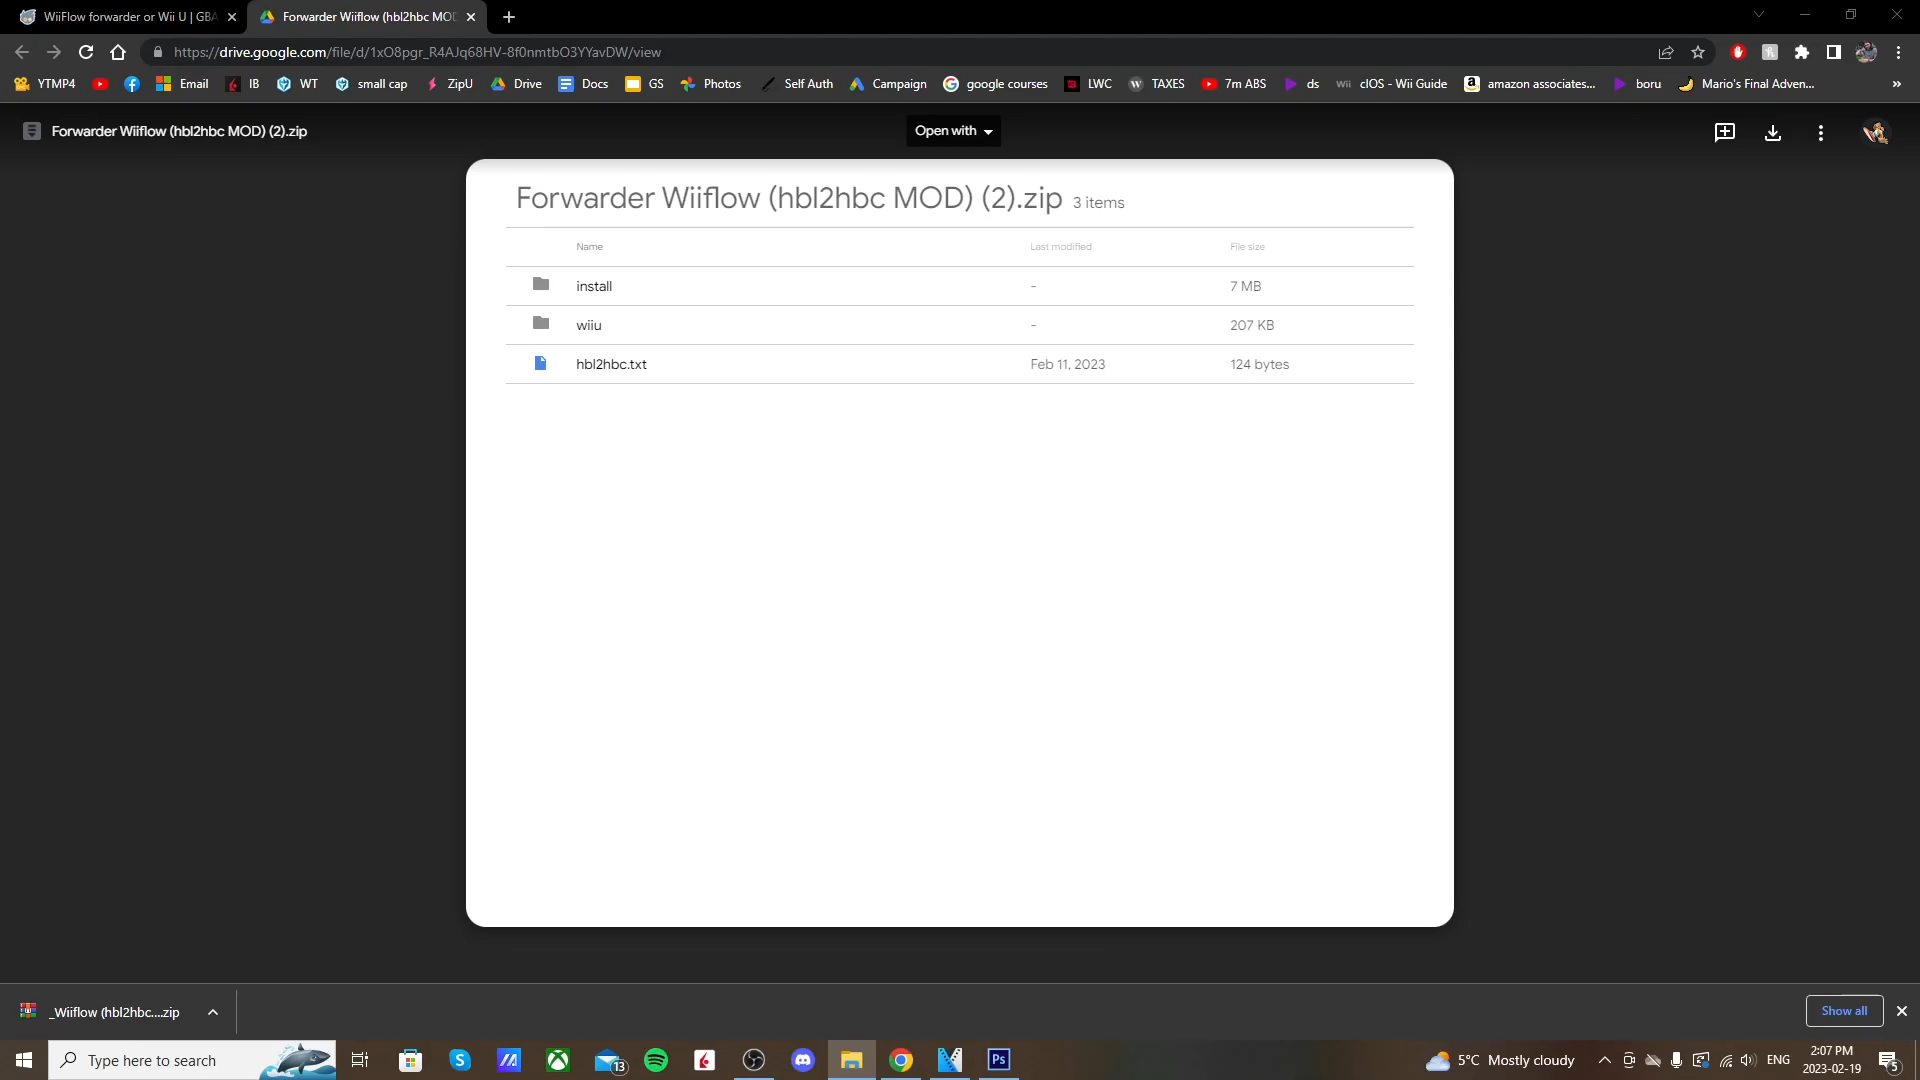 WiiFlow forwarder or Wii U | GBA
Forwarder Wiiflow (hbl2hbc MOD
https://drive.google.com/file/d/1xO8pgr_R4AJq68HV-8f0nmtbO3YYavDW/view
YTMP4
Email
IB
WT
small cap
ZipU
Drive
Docs
GS
Photos
Self Auth
Campaign
google courses
LWC
TAXES
7m ABS
ds
cIOS - Wii Guide
amazon associates...
boru
Mario's Final Adven...
»
Forwarder Wiiflow (hbl2hbc MOD) (2).zip
Open with
Forwarder Wiiflow (hbl2hbc MOD) (2).zip 3 items
Name Last modified File size
install - 7 MB
wiiu - 207 KB
hbl2hbc.txt Feb 11, 2023 124 bytes
_Wiiflow (hbl2hbc....zip
Show all
Type here to search
13
Ps
5°C Mostly cloudy
ENG
2:07 PM
2023-02-19
5